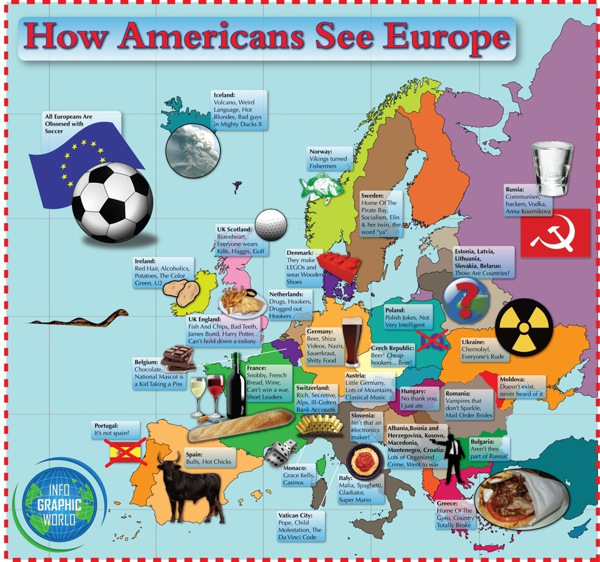 How Americans See Europe
All Europeans Are
Obssesed with
Soccer
Iceland:
Volcano, Weird
Language, Hot
Blondes, Bad guys
in Mighty Ducks II
Norway:
Vikings turned
Fishermen
Sweden:
Home Of The
Pirate Bay,
Socialism, Elin
& her twin, the
word "ya"
Russia:
Communism,
hackers, Vodka,
Anna Kournikova
UK Scotland:
Braveheart,
Everyone wears
Kilts, Haggis, Golf
Ireland:
Red Hair, Alcoholics,
Potatoes, The Color
Green, U2
Denmark:
They make
LEGOs and
wear Wooden
Shoes
Estonia, Latvia,
Lithuania,
Slovakia, Belarus:
Those Are Countries?
?
Netherlands:
Drugs, Hookers,
Drugged out
Hookers
UK England:
Fish And Chips, Bad Teeth,
James Bond, Harry Potter,
Can't hold down a colony
Poland:
Polish Jokes, Not
Very Intelligent
Germany:
Beer, Shiza
Videos, Nazis,
Sauerkraut,
Shitty Food
Czech Republic:
Beer! Cheap
hookers... Beer!
Ukraine:
Chernobyl,
Everyone's Rude
Belgium:
Chocolate,
National Mascot is
a Kid Taking a Piss
France:
Snobby, French
Bread, Wine,
Can't win a war,
Short Leaders
Austria:
Little Germany,
Lots of Mountains,
Classical Music
Switzerland:
Rich, Secretive,
Alps, Ill-Gotten
Bank Accounts
Hungary:
No thank you,
I just ate
Romania:
Vampires that
don't Sparkle,
Mail Order Brides
Moldova:
Doesn't exist,
never heard of it
Slovenia:
Isn't that an
electronics
maker?
Albania,Bosnia and
Herzegovina, Kosovo,
Macedonia,
Montenegro, Croatia:
Lots of Organized
Crime, Went to war
Bulgaria:
Aren't they
part of Russia?
Portugal:
It's not spain!
Spain:
Bulls, Hot Chicks
Monaco:
Grace Kelly,
Casinos
Italy:
Mafia, Spaghetti,
Gladiator,
Super Mario
Greece:
Home Of The
Gyro, Country
Totally Broke
Vatican City:
Pope, Child
Molestation, The
Da Vinci Code
INFO
GRAPHIC
WORLD